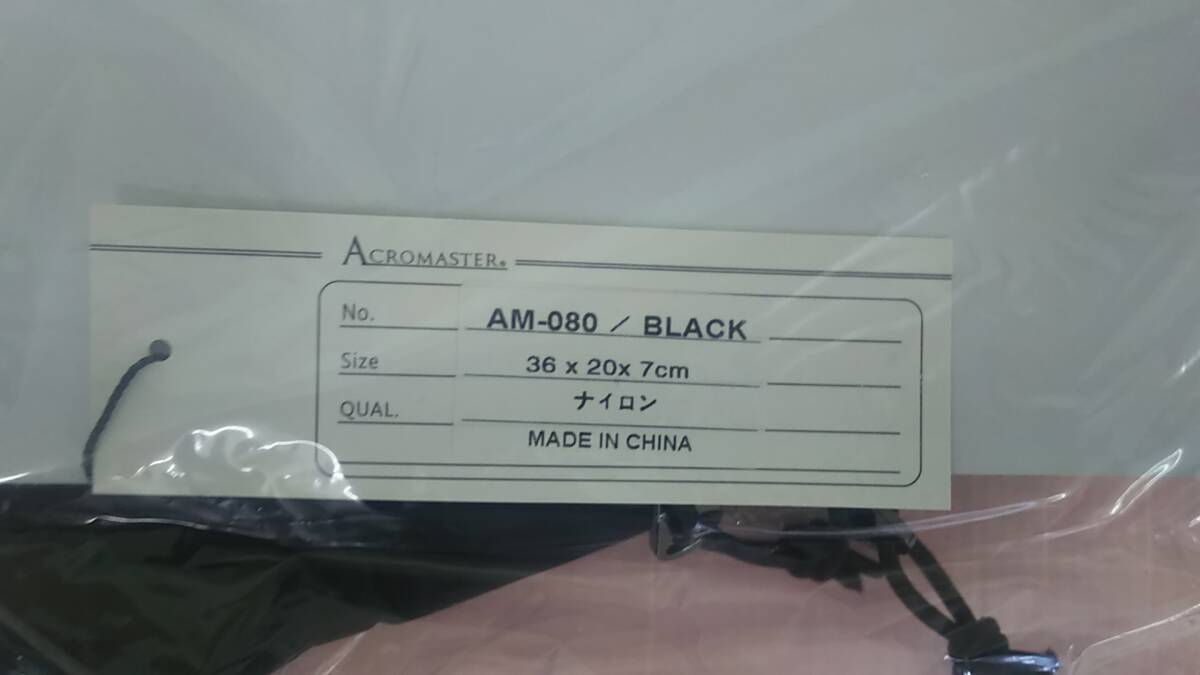 ACROMASTER®
No. AM-080 / BLACK
Size 36 x 20x 7cm
QUAL. ナイロン
MADE IN CHINA